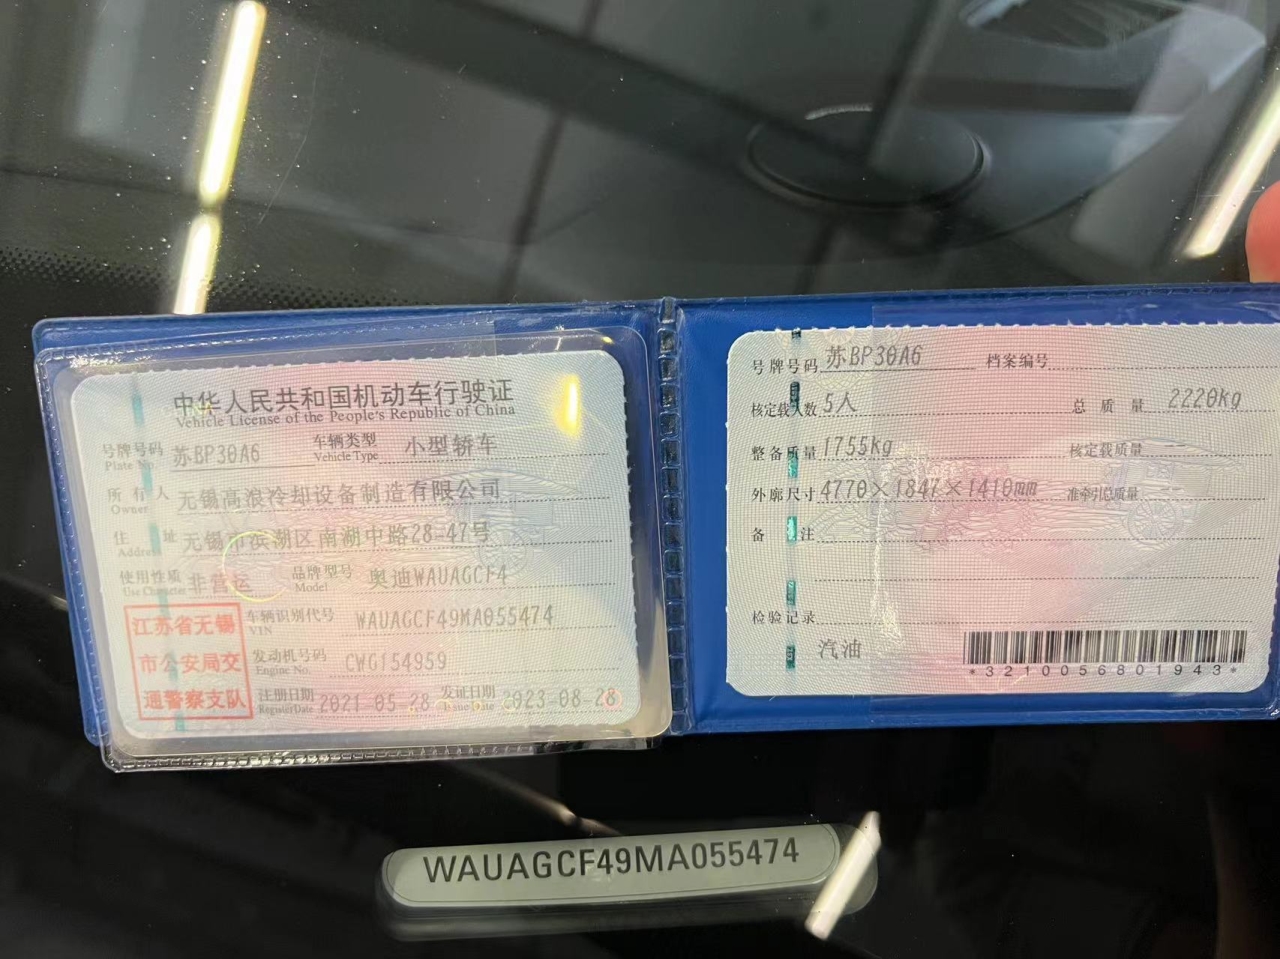 中华人民共和国机动车行驶证
Vehicle License of the People's Republic of China
号牌号码 苏BP30A6 车辆类型 小型轿车
Plate No. Vehicle Type
所有人 无锡高浪冷却设备制造有限公司
Owner
住址 无锡市滨湖区南湖中路28-47号
Address
使用性质 非营运 品牌型号 奥迪WAUAGCF4
Use Character Model
江苏省无锡
市公安局交
通警察支队
车辆识别代号 WAUAGCF49MA055474
VIN
发动机号码 CWG154959
Engine No.
注册日期 2021-05-28 发证日期 2023-08-28
Register Date Issue Date
号牌号码 苏BP30A6 档案编号
核定载人数 5人 总质量 2220kg
整备质量 1755kg 核定载质量
外廓尺寸 4770×1847×1410mm 准牵引总质量
备注
检验记录
汽油
*3210056801943*
WAUAGCF49MA055474